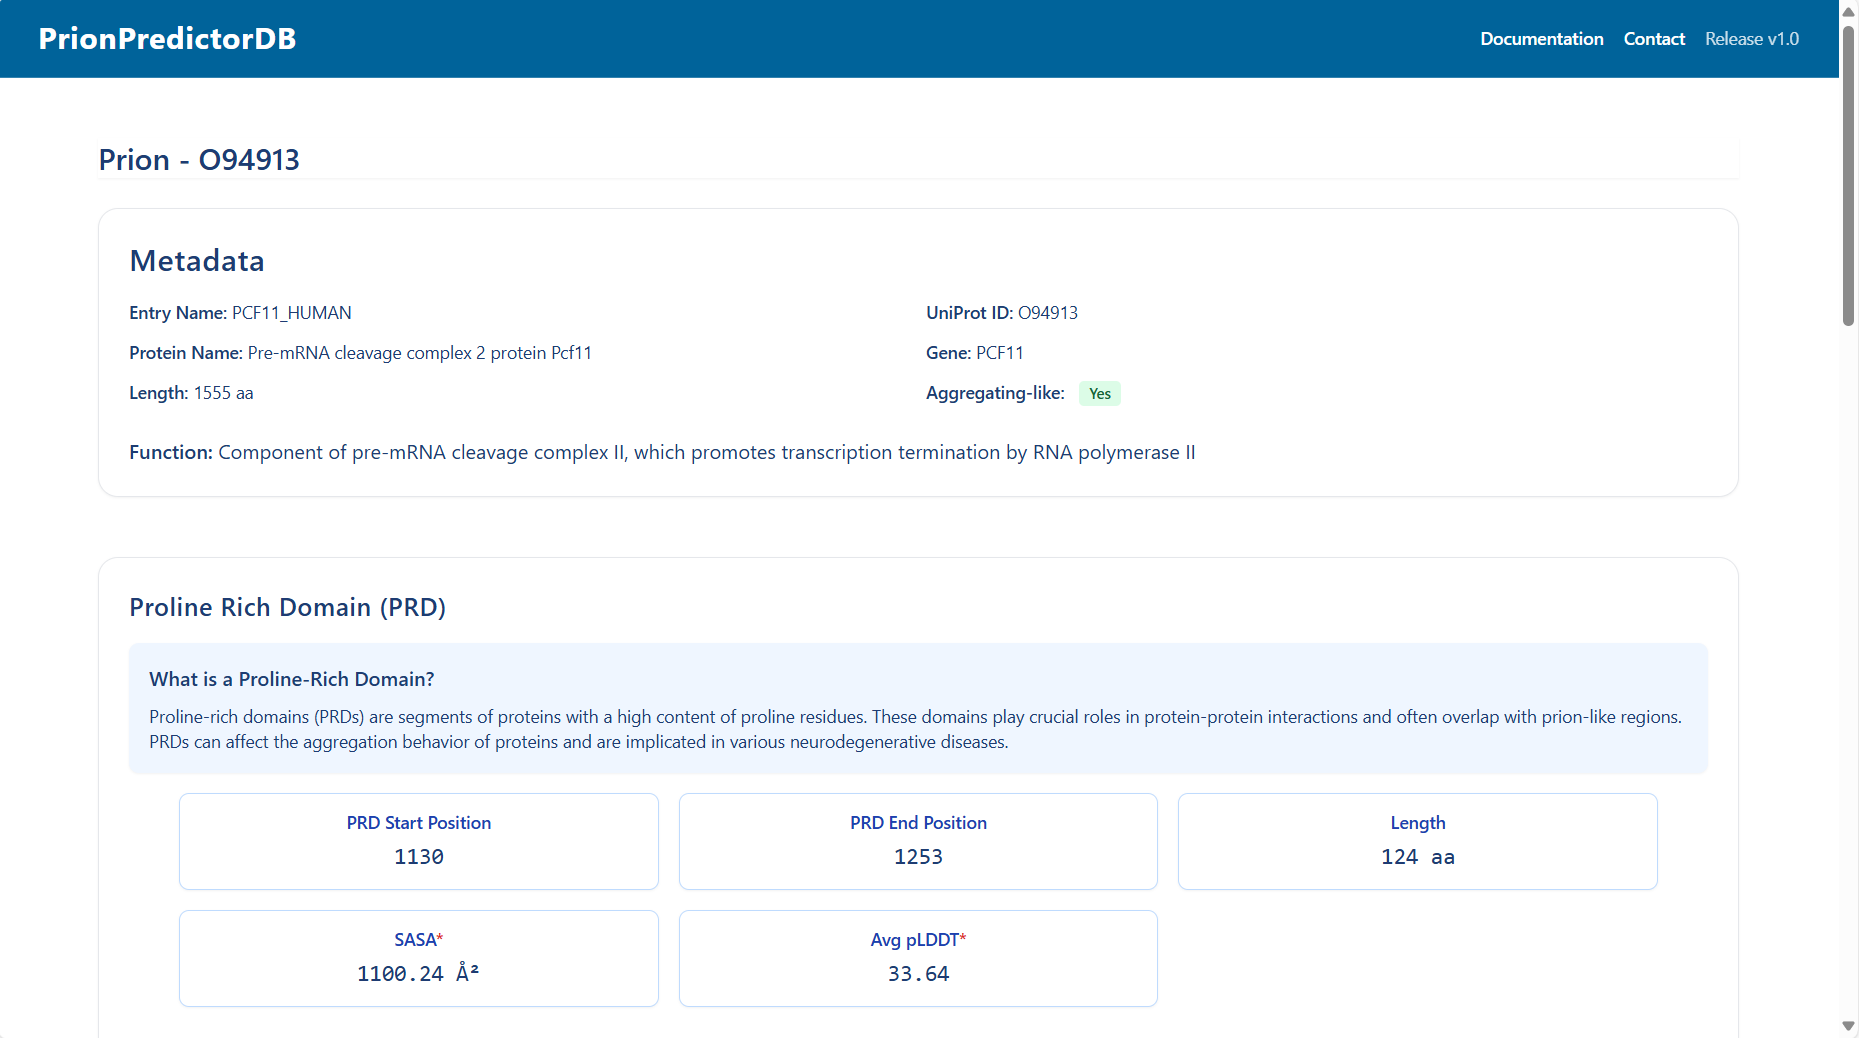 PrionPredictorDB
Documentation Contact Release v1.0
Prion - O94913
Metadata
Entry Name: PCF11_HUMAN
UniProt ID: O94913
Protein Name: Pre-mRNA cleavage complex 2 protein Pcf11
Gene: PCF11
Length: 1555 aa
Aggregating-like: Yes
Function: Component of pre-mRNA cleavage complex II, which promotes transcription termination by RNA polymerase II
Proline Rich Domain (PRD)
What is a Proline-Rich Domain?
Proline-rich domains (PRDs) are segments of proteins with a high content of proline residues. These domains play crucial roles in protein-protein interactions and often overlap with prion-like regions.
PRDs can affect the aggregation behavior of proteins and are implicated in various neurodegenerative diseases.
PRD Start Position
1130
PRD End Position
1253
Length
124 aa
SASA*
1100.24 Å²
Avg pLDDT*
33.64